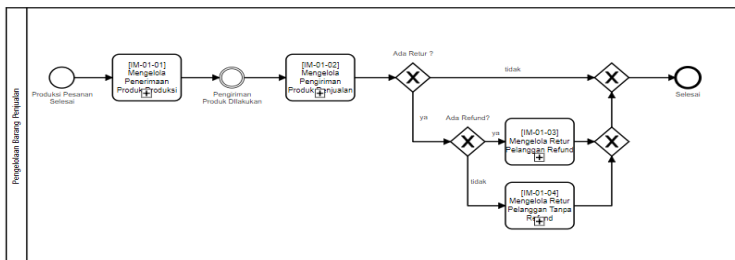 Pengelolaan Barang Penjualan
Produksi Pesanan
Selesai
[IM-01-01]
Mengelola
Penerimaan
Produk Produksi
Pengiriman
Produk Dilakukan
[IM-01-02]
Mengelola
Pengiriman
Produk Penjualan
Ada Retur ?
tidak
ya
Ada Refund?
ya
[IM-01-03]
Mengelola Retur
Pelanggan Refund
tidak
[IM-01-04]
Mengelola Retur
Pelanggan Tanpa
Refund
Selesai